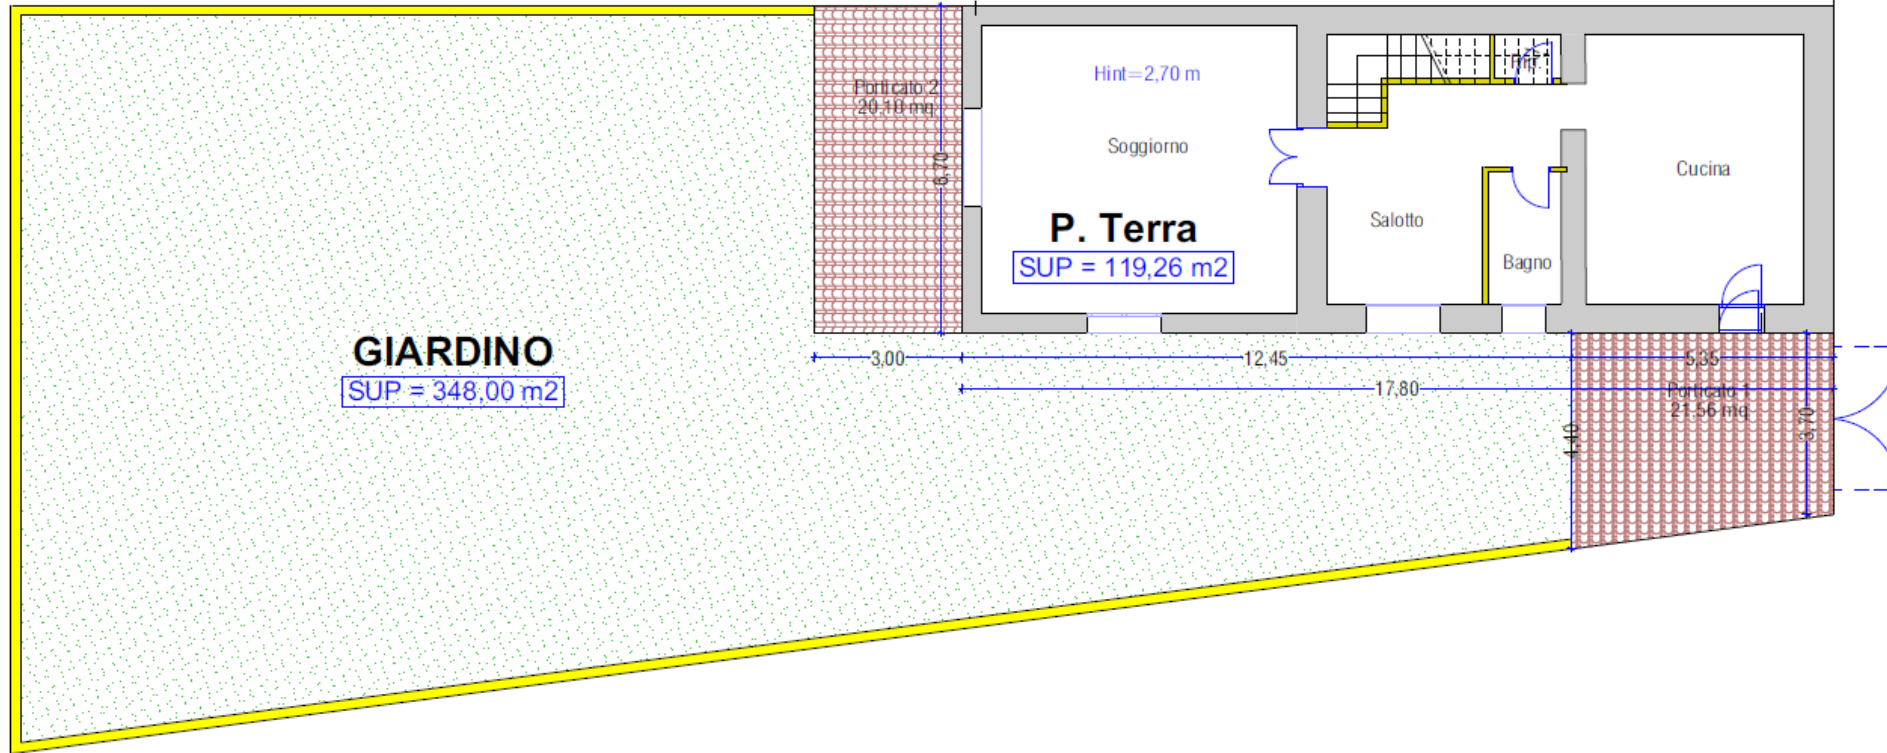 Hint=2,70 m
Porticato 2
20,10 mq
Rip.
6,70
Soggiorno
Cucina
P. Terra
SUP = 119,26 m2
Salotto
Bagno
GIARDINO
SUP = 348,00 m2
3,00
12,45
5,35
17,80
Porticato 1
21,56 mq
4,40
3,70